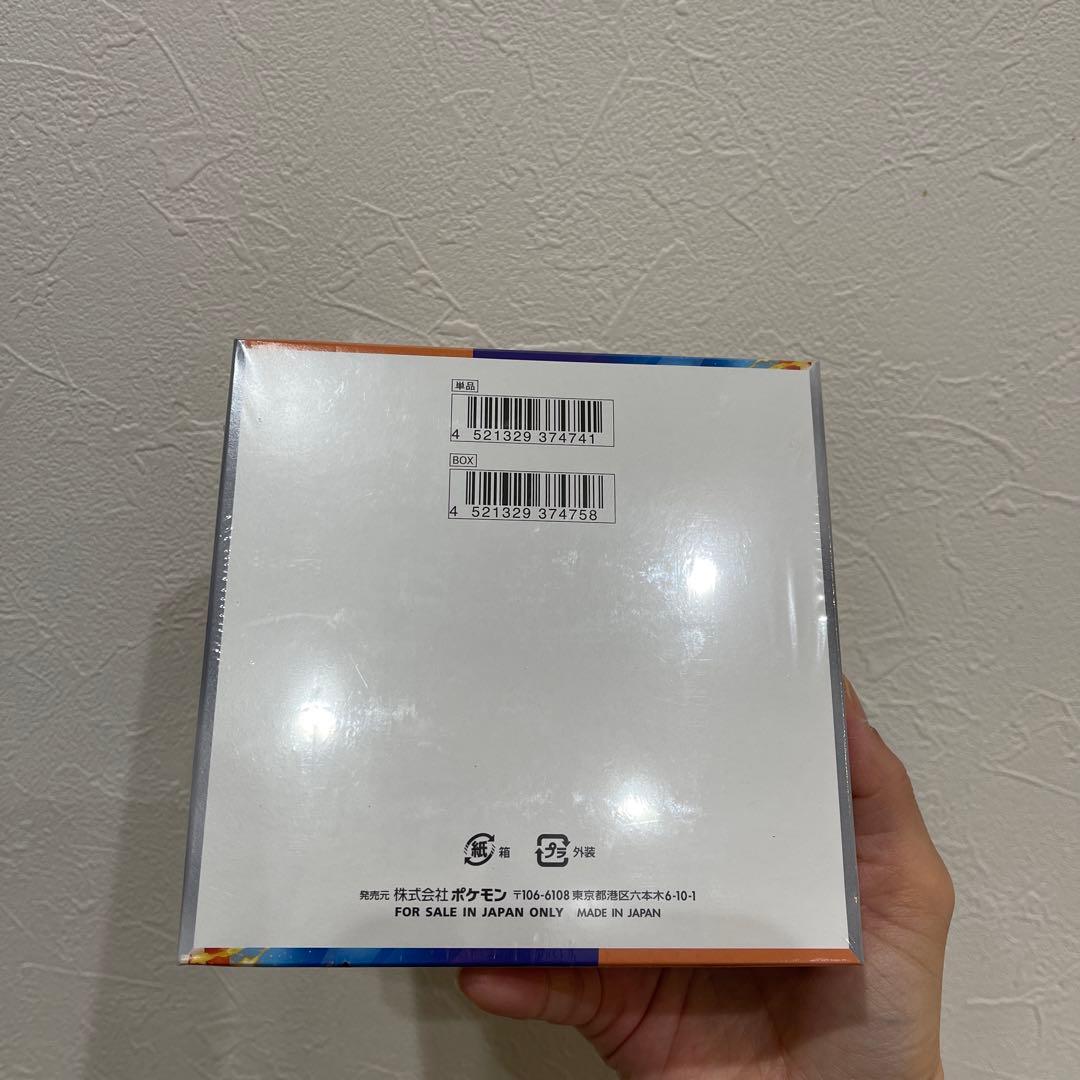 単品
4 521329 374741
BOX
4 521329 374758
紙 箱 プラ 外装
発売元 株式会社 ポケモン 〒106-6108 東京都港区六本木6-10-1
FOR SALE IN JAPAN ONLY MADE IN JAPAN